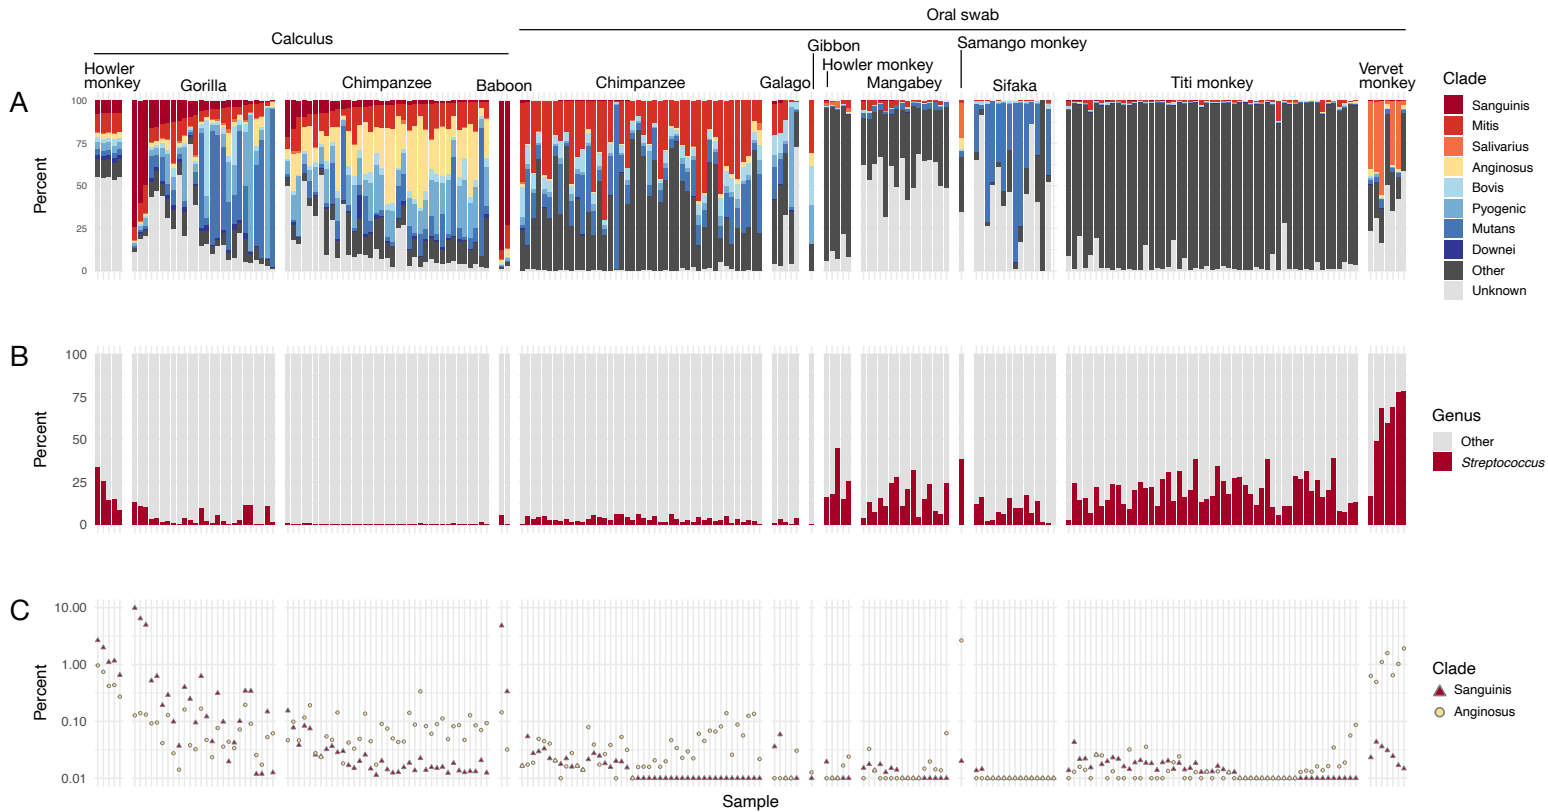 Oral swab
Calculus
Gibbon
Samango monkey
Howler monkey
Howler monkey
Gorilla
Chimpanzee
Baboon
Chimpanzee
Galago
Mangabey
Sifaka
Titi monkey
Vervet monkey
A
Percent
100
75
50
25
0
Clade
Sanguinis
Mitis
Salivarius
Anginosus
Bovis
Pyogenic
Mutans
Downei
Other
Unknown
B
Percent
100
75
50
25
0
Genus
Other
Streptococcus
C
Percent
10.00
1.00
0.10
0.01
Clade
Sanguinis
Anginosus
Sample